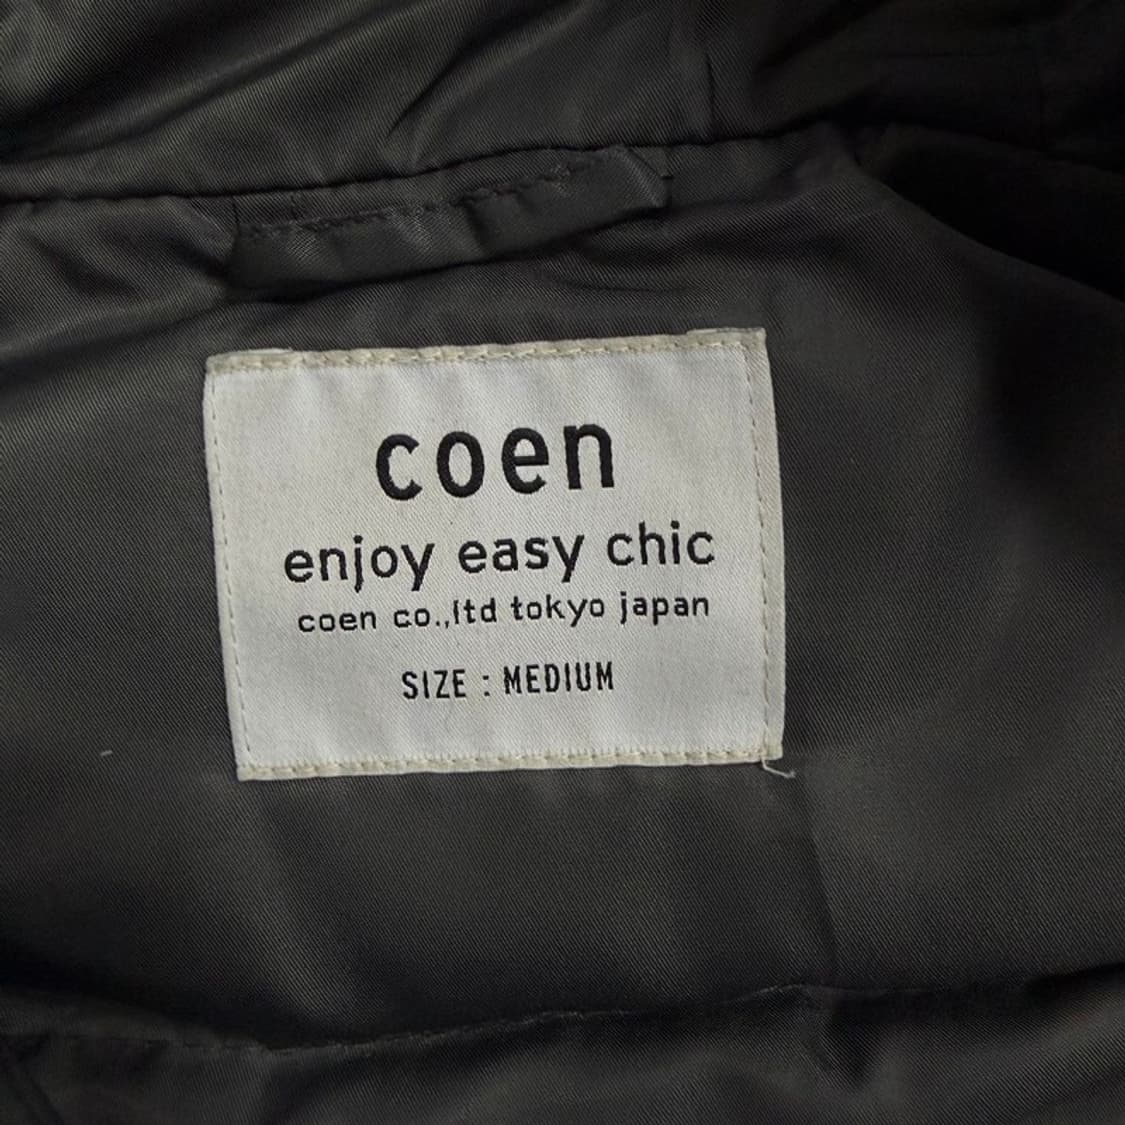 coen
enjoy easy chic
coen co.,ltd tokyo japan
SIZE : MEDIUM